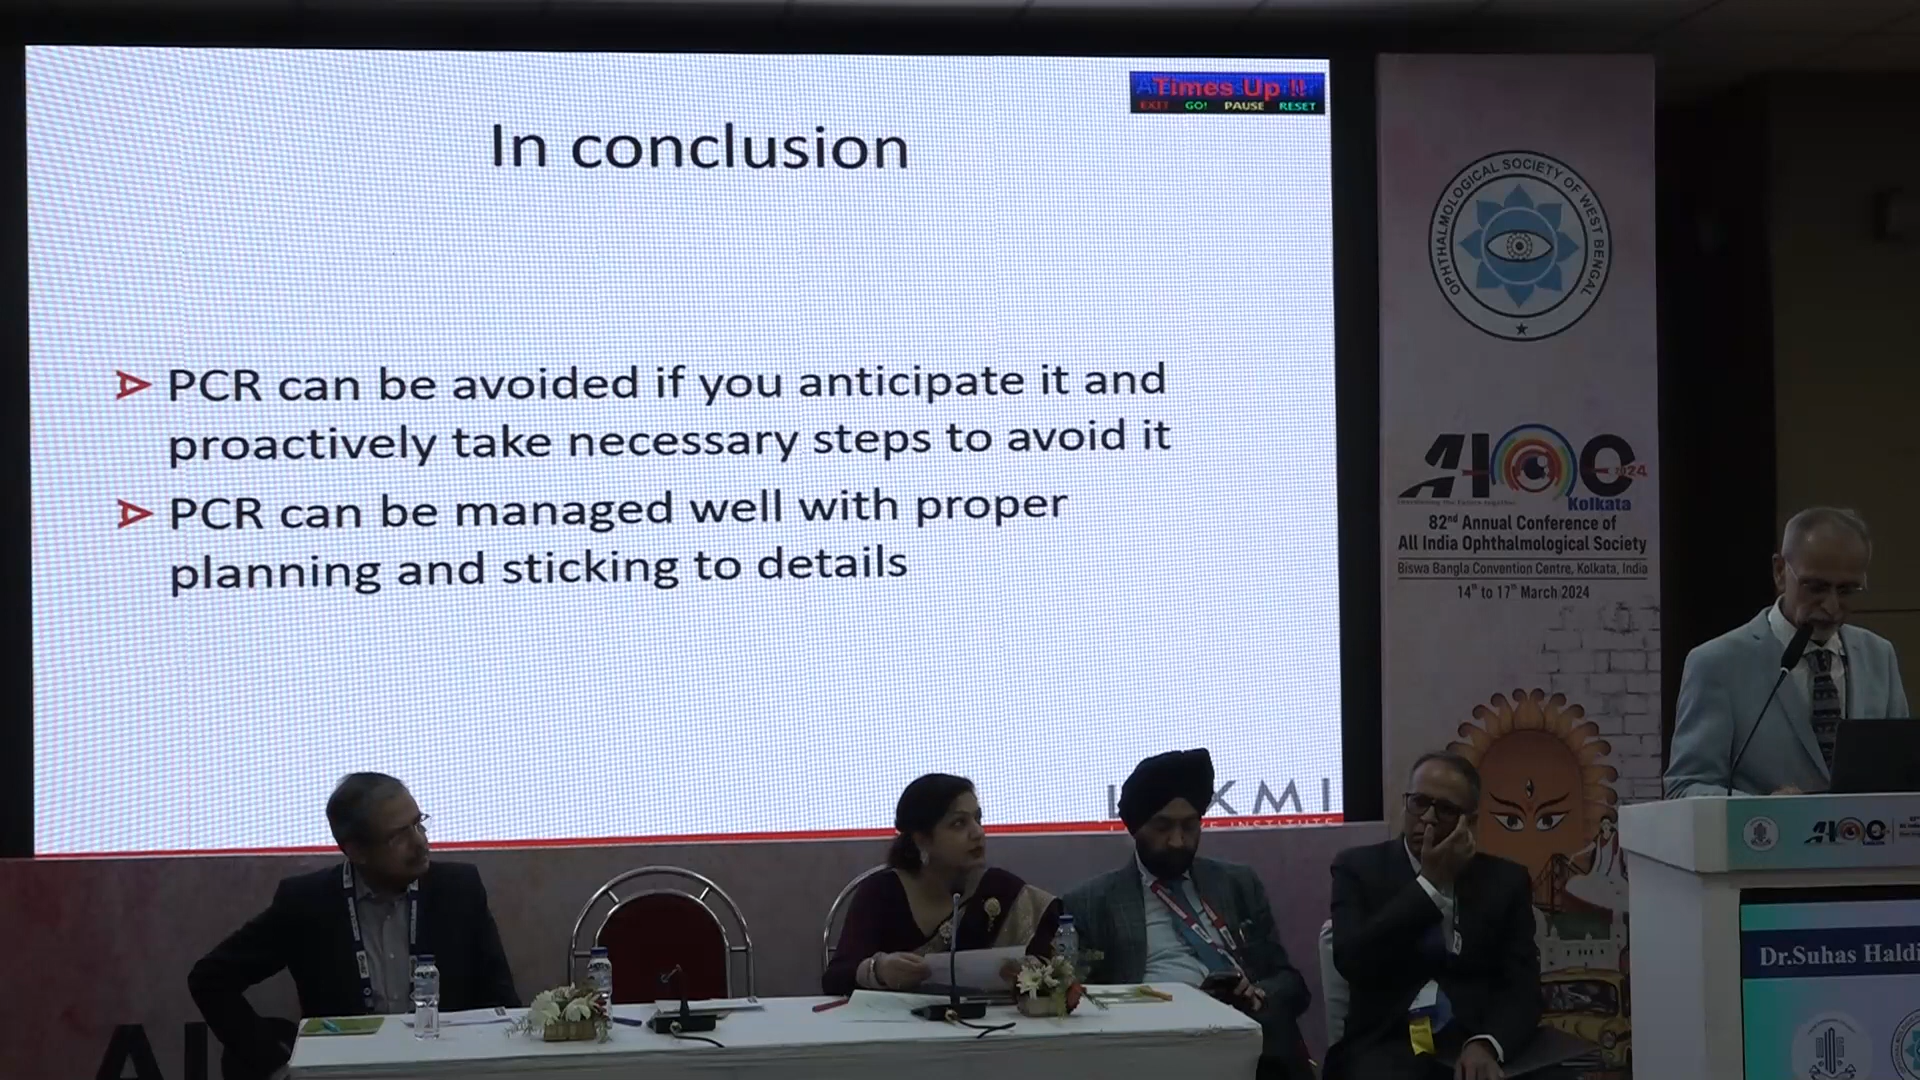 Times Up !!
EXIT GO! PAUSE RESET
In conclusion
PCR can be avoided if you anticipate it and
proactively take necessary steps to avoid it
PCR can be managed well with proper
planning and sticking to details
OPHTHALMOLOGICAL SOCIETY OF WEST BENGAL
2024
Kolkata
82nd Annual Conference of
All India Ophthalmological Society
Biswa Bangla Convention Centre, Kolkata, India
14th to 17th March 2024
Dr.Suhas Haldi